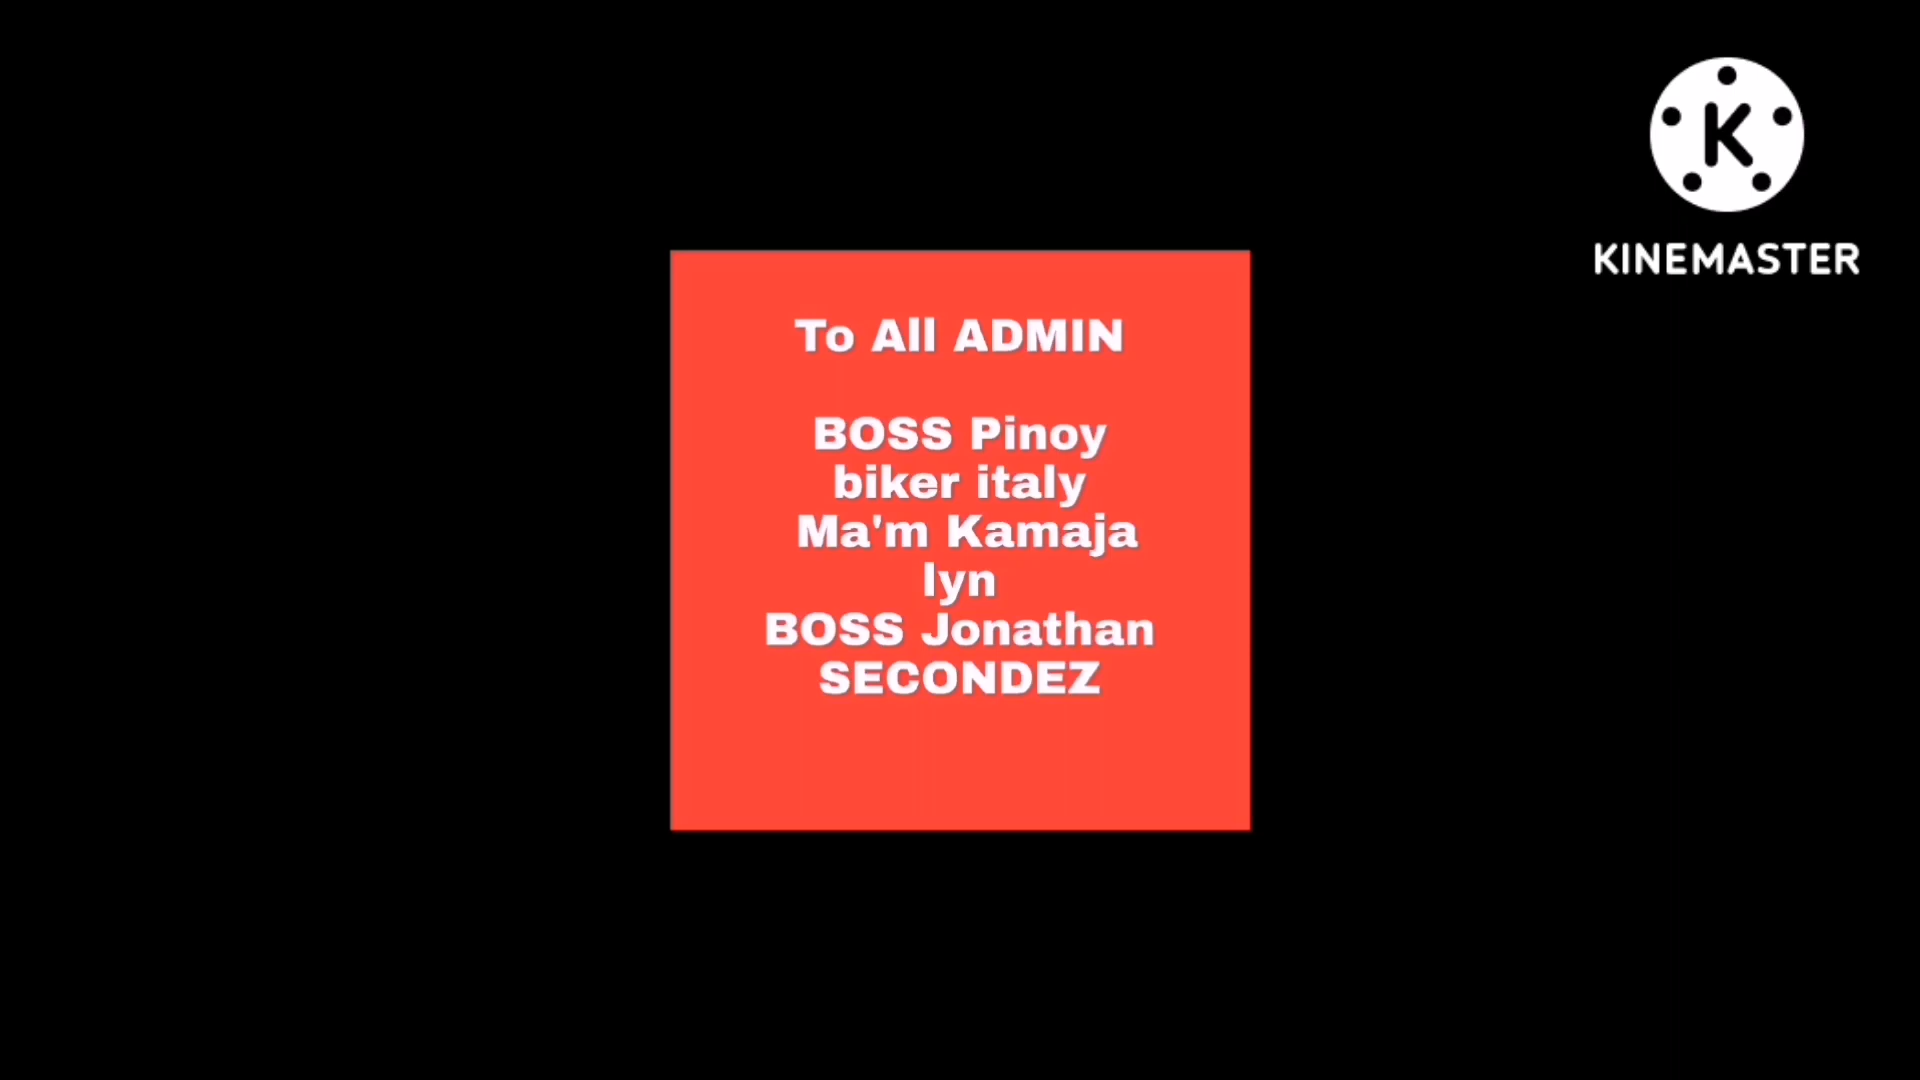 K
KINEMASTER
To All ADMIN
BOSS Pinoy
biker italy
Ma'm Kamaja
lyn
BOSS Jonathan
SECONDEZ